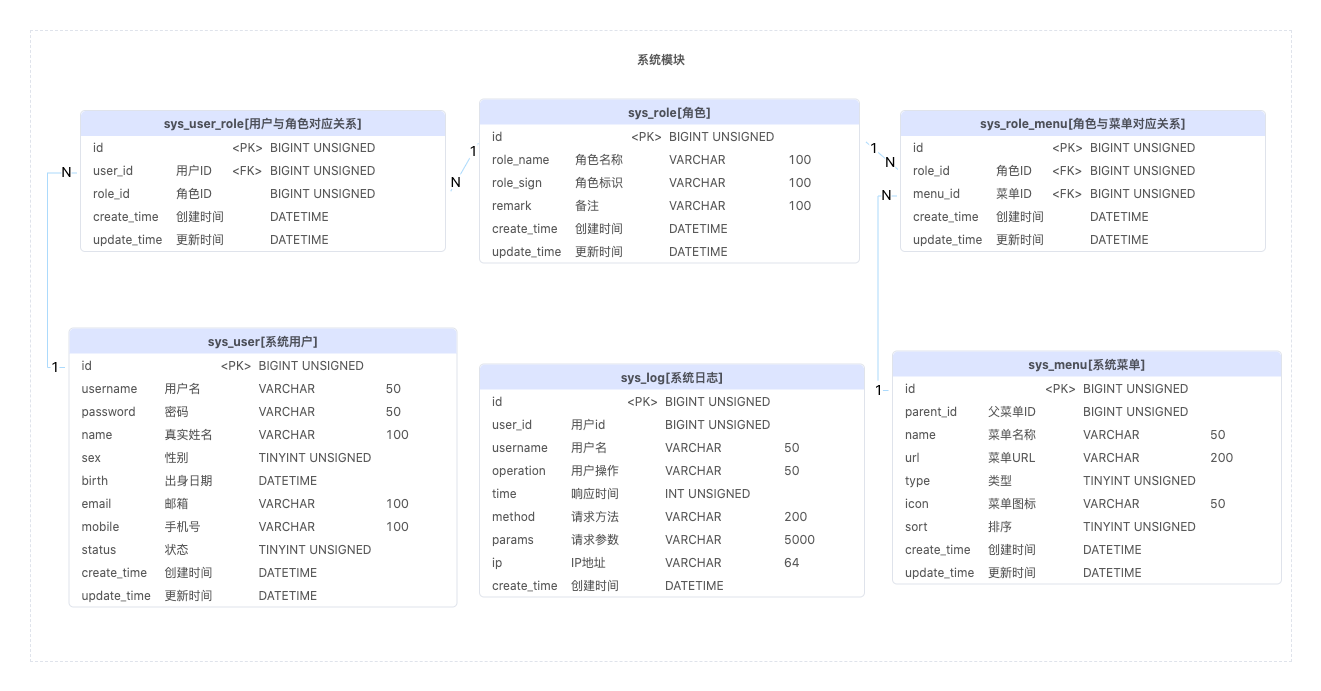 系统模块
sys_user_role[用户与角色对应关系]
id <PK> BIGINT UNSIGNED
user_id 用户ID <FK> BIGINT UNSIGNED
role_id 角色ID BIGINT UNSIGNED
create_time 创建时间 DATETIME
update_time 更新时间 DATETIME
N
1
N
sys_role[角色]
id <PK> BIGINT UNSIGNED
role_name 角色名称 VARCHAR 100
role_sign 角色标识 VARCHAR 100
remark 备注 VARCHAR 100
create_time 创建时间 DATETIME
update_time 更新时间 DATETIME
1
N
N
sys_role_menu[角色与菜单对应关系]
id <PK> BIGINT UNSIGNED
role_id 角色ID <FK> BIGINT UNSIGNED
menu_id 菜单ID <FK> BIGINT UNSIGNED
create_time 创建时间 DATETIME
update_time 更新时间 DATETIME
1
sys_user[系统用户]
id <PK> BIGINT UNSIGNED
username 用户名 VARCHAR 50
password 密码 VARCHAR 50
name 真实姓名 VARCHAR 100
sex 性别 TINYINT UNSIGNED
birth 出身日期 DATETIME
email 邮箱 VARCHAR 100
mobile 手机号 VARCHAR 100
status 状态 TINYINT UNSIGNED
create_time 创建时间 DATETIME
update_time 更新时间 DATETIME
sys_log[系统日志]
id <PK> BIGINT UNSIGNED
user_id 用户id BIGINT UNSIGNED
username 用户名 VARCHAR 50
operation 用户操作 VARCHAR 50
time 响应时间 INT UNSIGNED
method 请求方法 VARCHAR 200
params 请求参数 VARCHAR 5000
ip IP地址 VARCHAR 64
create_time 创建时间 DATETIME
1
sys_menu[系统菜单]
id <PK> BIGINT UNSIGNED
parent_id 父菜单ID BIGINT UNSIGNED
name 菜单名称 VARCHAR 50
url 菜单URL VARCHAR 200
type 类型 TINYINT UNSIGNED
icon 菜单图标 VARCHAR 50
sort 排序 TINYINT UNSIGNED
create_time 创建时间 DATETIME
update_time 更新时间 DATETIME